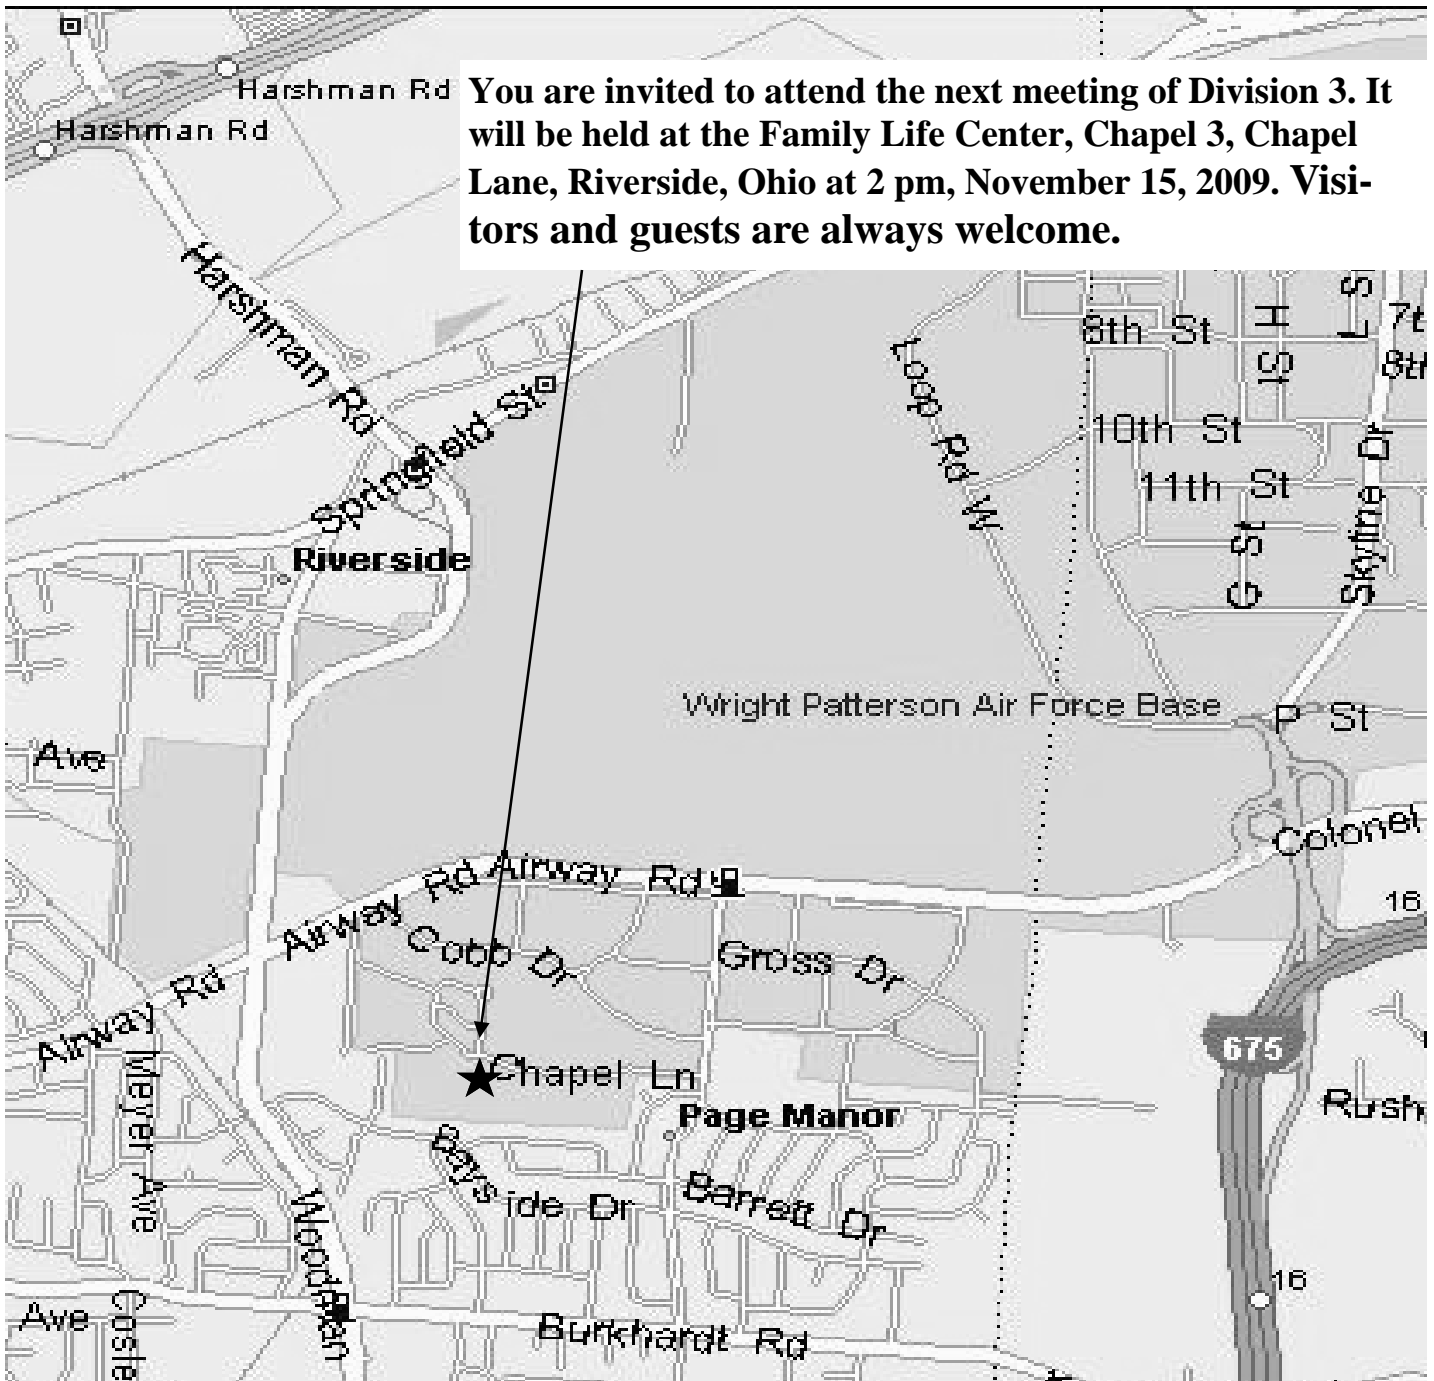 Harshman Rd
Harshman Rd
You are invited to attend the next meeting of Division 3. It
will be held at the Family Life Center, Chapel 3, Chapel
Lane, Riverside, Ohio at 2 pm, November 15, 2009. Visi-
tors and guests are always welcome.
Harshman Rd
Springfield St
Riverside
Loop Rd W
8th St
H St
L St
7t
8th
10th St
11th St
G St
Skyline Dr
Wright Patterson Air Force Base
P St
Ave
Colonel
Airway Rd
Airway Rd
Airway Rd
Cobb Dr
Gross Dr
16
675
Chapel Ln
Page Manor
Meyer Ave
Rush
Bayside Dr
Barrett Dr
Woodman
16
Ave
Cosle
Burkhardt Rd